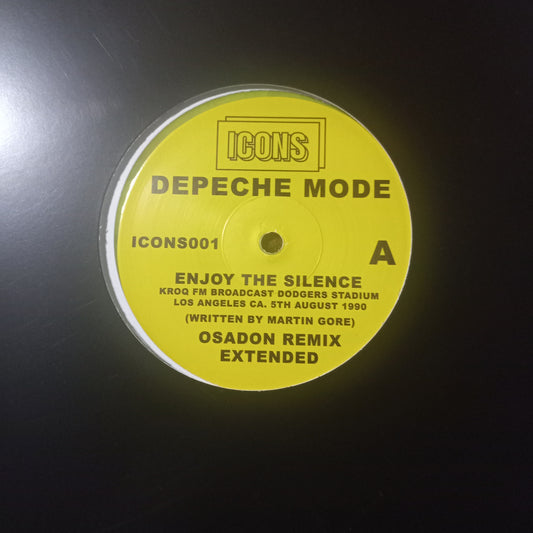 ICONS
DEPECHE MODE
ICONS001
A
ENJOY THE SILENCE
KROQ FM BROADCAST DODGERS STADIUM
LOS ANGELES CA. 5TH AUGUST 1990
(WRITTEN BY MARTIN GORE)
OSADON REMIX
EXTENDED